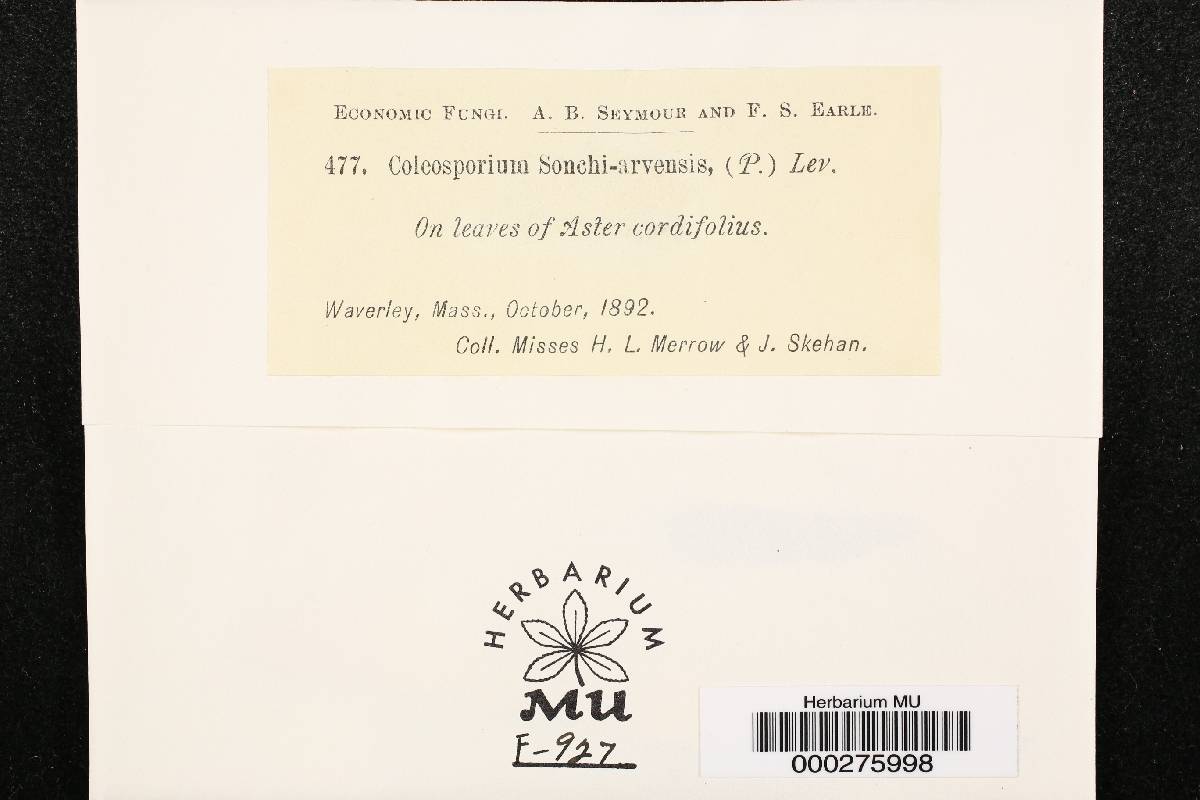 Economic Fungi. A. B. Seymour and F. S. Earle.
477. Coleosporium Sonchi-arvensis, (P.) Lev.
On leaves of Aster cordifolius.
Waverley, Mass., October, 1892.
Coll. Misses H. L. Merrow & J. Skehan.
HERBARIUM
MU
F-927
Herbarium MU
000275998